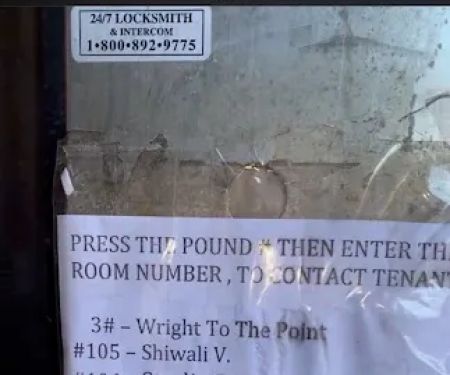 24/7 LOCKSMITH
& INTERCOM
1•800•892•9775
PRESS THE POUND # THEN ENTER TH
ROOM NUMBER , TO CONTACT TENANT
3# – Wright To The Point
#105 – Shiwali V.